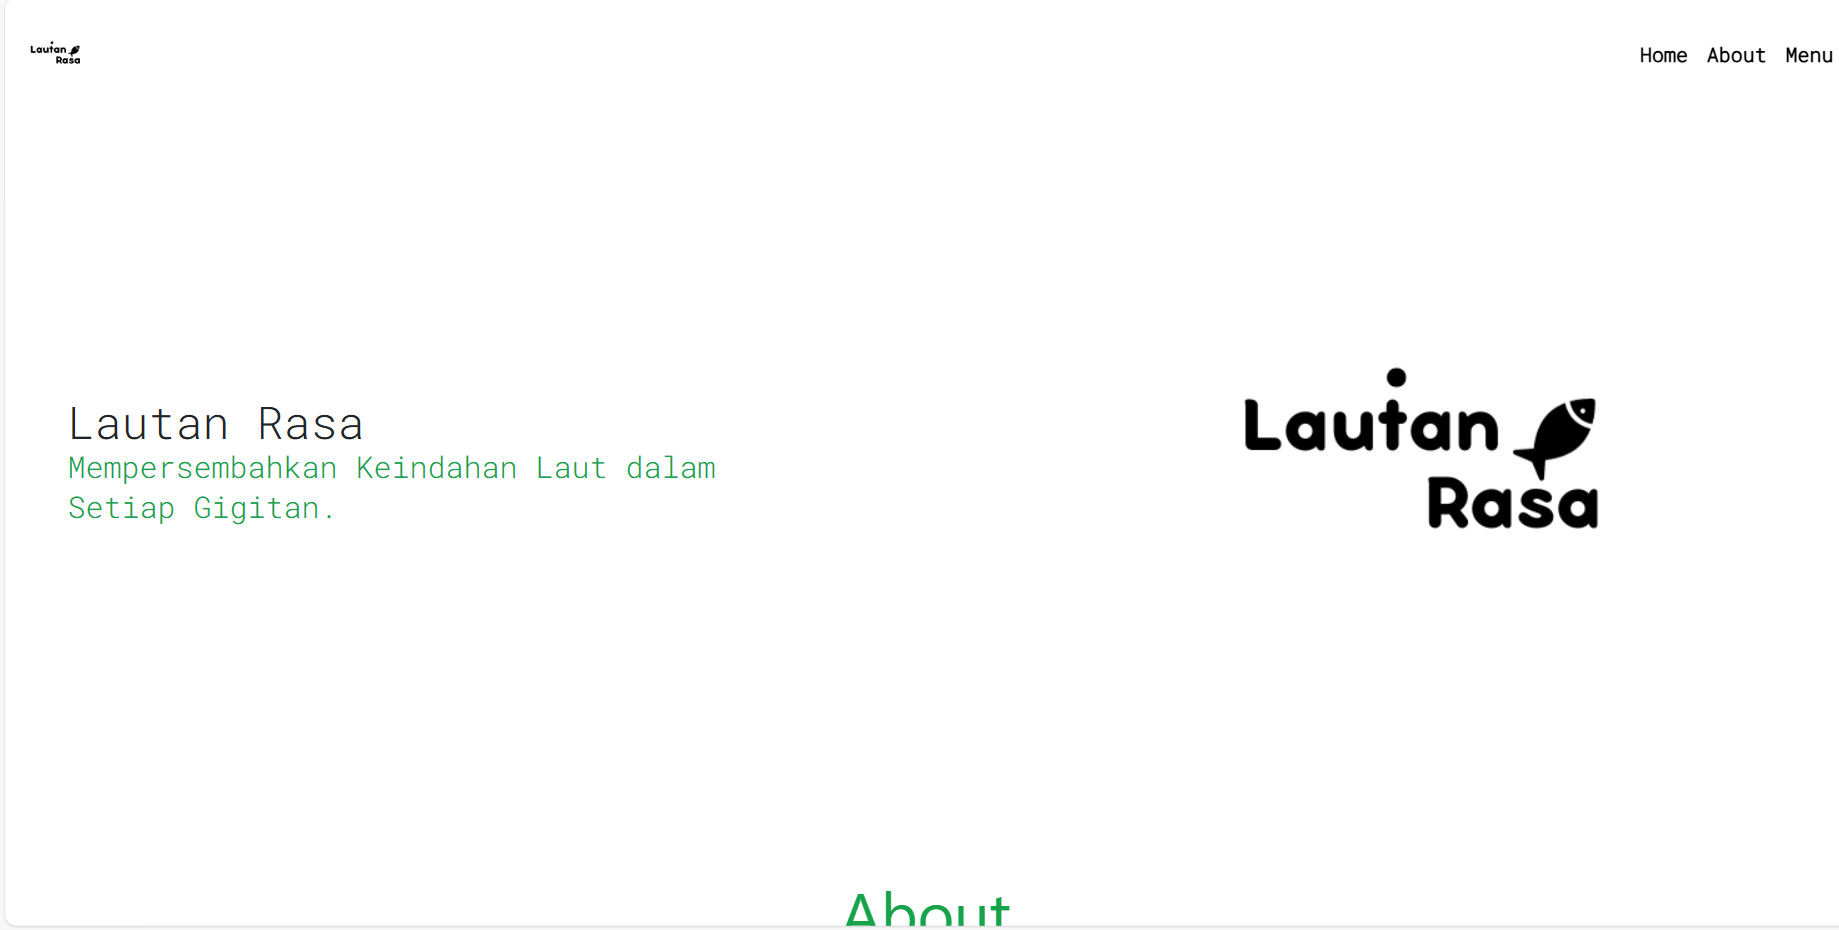 Lautan
Rasa
Home About Menu
Lautan Rasa
Mempersembahkan Keindahan Laut dalam
Setiap Gigitan.
Lautan
Rasa
About